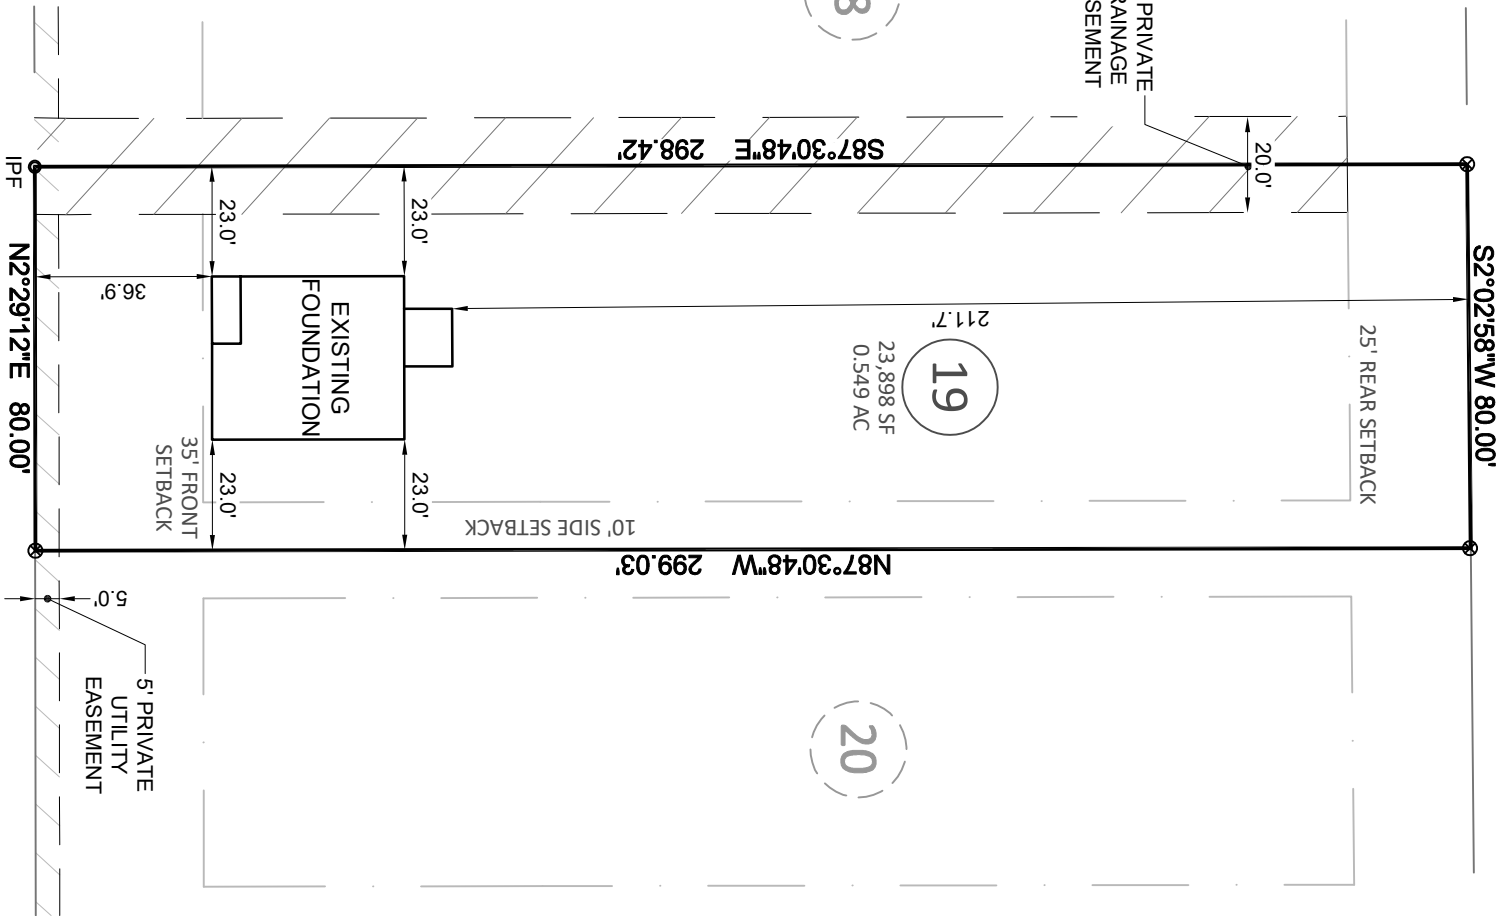 PRIVATE
RAINAGE
SEMENT
S87°30'48"E 298.42'
20.0'
S2°02'58"W 80.00'
25' REAR SETBACK
IPF
N2°29'12"E 80.00'
23.0'
23.0'
36.9'
EXISTING
FOUNDATION
211.7'
19
23,898 SF
0.549 AC
35' FRONT
SETBACK
23.0'
23.0'
10' SIDE SETBACK
N87°30'48"W 299.03'
5.0'
5' PRIVATE
UTILITY
EASEMENT
20